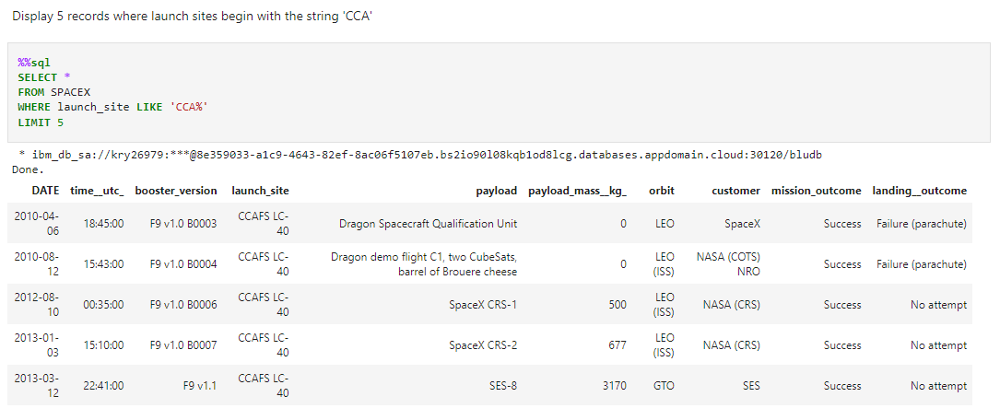 Display 5 records where launch sites begin with the string 'CCA'
%%sql
SELECT *
FROM SPACEX
WHERE launch_site LIKE 'CCA%'
LIMIT 5
* ibm_db_sa://kry26979:***@8e359033-a1c9-4643-82ef-8ac06f5107eb.bs2io90l08kqb1od8lcg.databases.appdomain.cloud:30120/bludb
Done.
DATE time__utc_ booster_version launch_site payload payload_mass__kg_ orbit customer mission_outcome landing__outcome
2010-04-06 18:45:00 F9 v1.0 B0003 CCAFS LC-40 Dragon Spacecraft Qualification Unit 0 LEO SpaceX Success Failure (parachute)
2010-08-12 15:43:00 F9 v1.0 B0004 CCAFS LC-40 Dragon demo flight C1, two CubeSats, barrel of Brouere cheese 0 LEO (ISS) NASA (COTS) NRO Success Failure (parachute)
2012-08-10 00:35:00 F9 v1.0 B0006 CCAFS LC-40 SpaceX CRS-1 500 LEO (ISS) NASA (CRS) Success No attempt
2013-01-03 15:10:00 F9 v1.0 B0007 CCAFS LC-40 SpaceX CRS-2 677 LEO (ISS) NASA (CRS) Success No attempt
2013-03-12 22:41:00 F9 v1.1 CCAFS LC-40 SES-8 3170 GTO SES Success No attempt